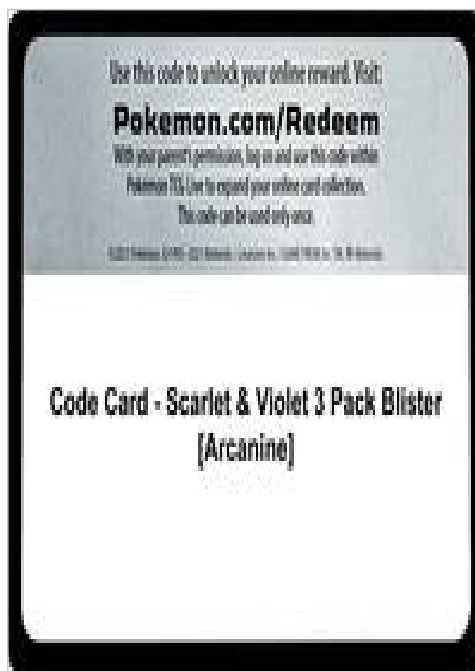 Use this code to unlock your online reward. Visit:
Pokemon.com/Redeem
With your parent's permission, log on and use this code within
Pokémon TCG Live to expand your online card collection.
This code can be used only once.
Code Card - Scarlet & Violet 3 Pack Blister
[Arcanine]